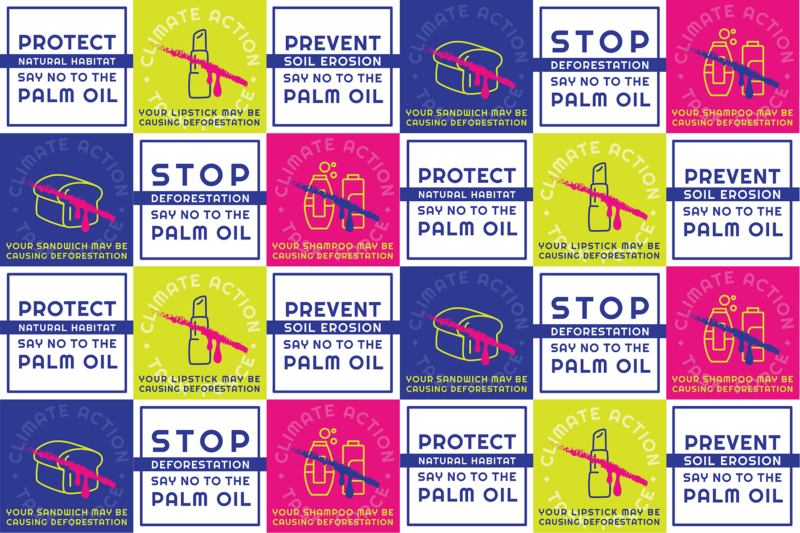 PROTECT
NATURAL HABITAT
SAY NO TO THE
PALM OIL
CLIMATE ACTION
YOUR LIPSTICK MAY BE
CAUSING DEFORESTATION
PREVENT
SOIL EROSION
SAY NO TO THE
PALM OIL
CLIMATE ACTION
YOUR SANDWICH MAY BE
CAUSING DEFORESTATION
STOP
DEFORESTATION
SAY NO TO THE
PALM OIL
CLIMATE ACTION
YOUR SHAMPOO MAY BE
CAUSING DEFORESTATION
CLIMATE ACTION
YOUR SANDWICH MAY BE
CAUSING DEFORESTATION
STOP
DEFORESTATION
SAY NO TO THE
PALM OIL
CLIMATE ACTION
YOUR SHAMPOO MAY BE
CAUSING DEFORESTATION
PROTECT
NATURAL HABITAT
SAY NO TO THE
PALM OIL
CLIMATE ACTION
YOUR LIPSTICK MAY BE
CAUSING DEFORESTATION
PREVENT
SOIL EROSION
SAY NO TO THE
PALM OIL
PROTECT
NATURAL HABITAT
SAY NO TO THE
PALM OIL
CLIMATE ACTION
YOUR LIPSTICK MAY BE
CAUSING DEFORESTATION
PREVENT
SOIL EROSION
SAY NO TO THE
PALM OIL
CLIMATE ACTION
YOUR SANDWICH MAY BE
CAUSING DEFORESTATION
STOP
DEFORESTATION
SAY NO TO THE
PALM OIL
CLIMATE ACTION
YOUR SHAMPOO MAY BE
CAUSING DEFORESTATION
CLIMATE ACTION
YOUR SANDWICH MAY BE
CAUSING DEFORESTATION
STOP
DEFORESTATION
SAY NO TO THE
PALM OIL
CLIMATE ACTION
YOUR SHAMPOO MAY BE
CAUSING DEFORESTATION
PROTECT
NATURAL HABITAT
SAY NO TO THE
PALM OIL
CLIMATE ACTION
YOUR LIPSTICK MAY BE
CAUSING DEFORESTATION
PREVENT
SOIL EROSION
SAY NO TO THE
PALM OIL